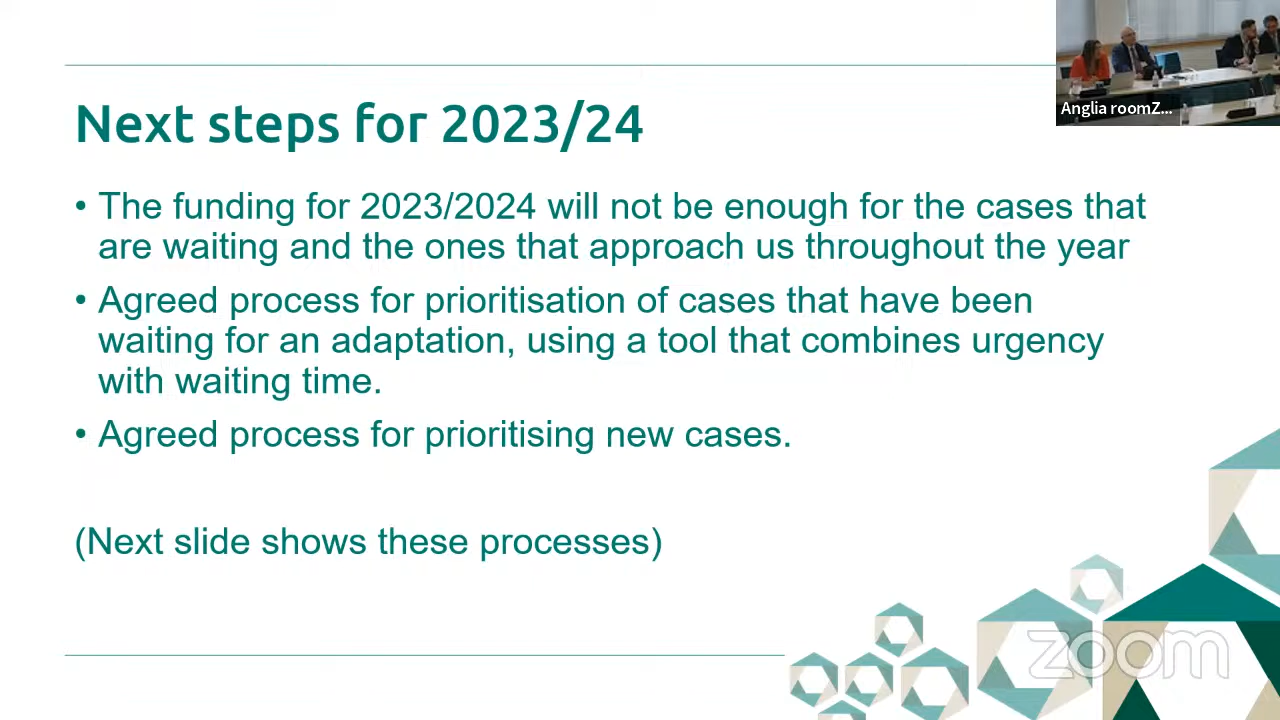 Next steps for 2023/24
• The funding for 2023/2024 will not be enough for the cases that
are waiting and the ones that approach us throughout the year
• Agreed process for prioritisation of cases that have been
waiting for an adaptation, using a tool that combines urgency
with waiting time.
• Agreed process for prioritising new cases.
(Next slide shows these processes)
Anglia roomZ...
zoom